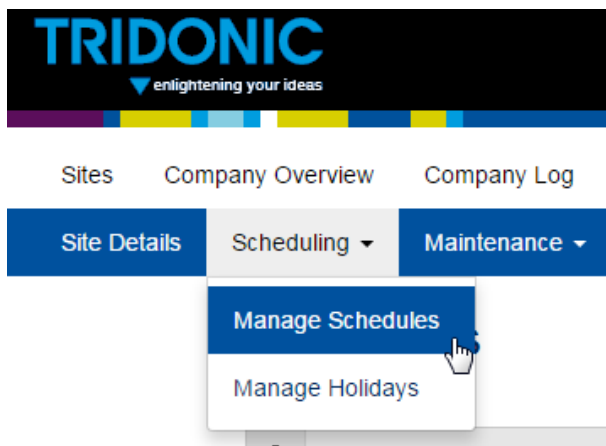 TRIDONIC
enlightening your ideas
Sites Company Overview Company Log
Site Details Scheduling Maintenance
Manage Schedules
Manage Holidays